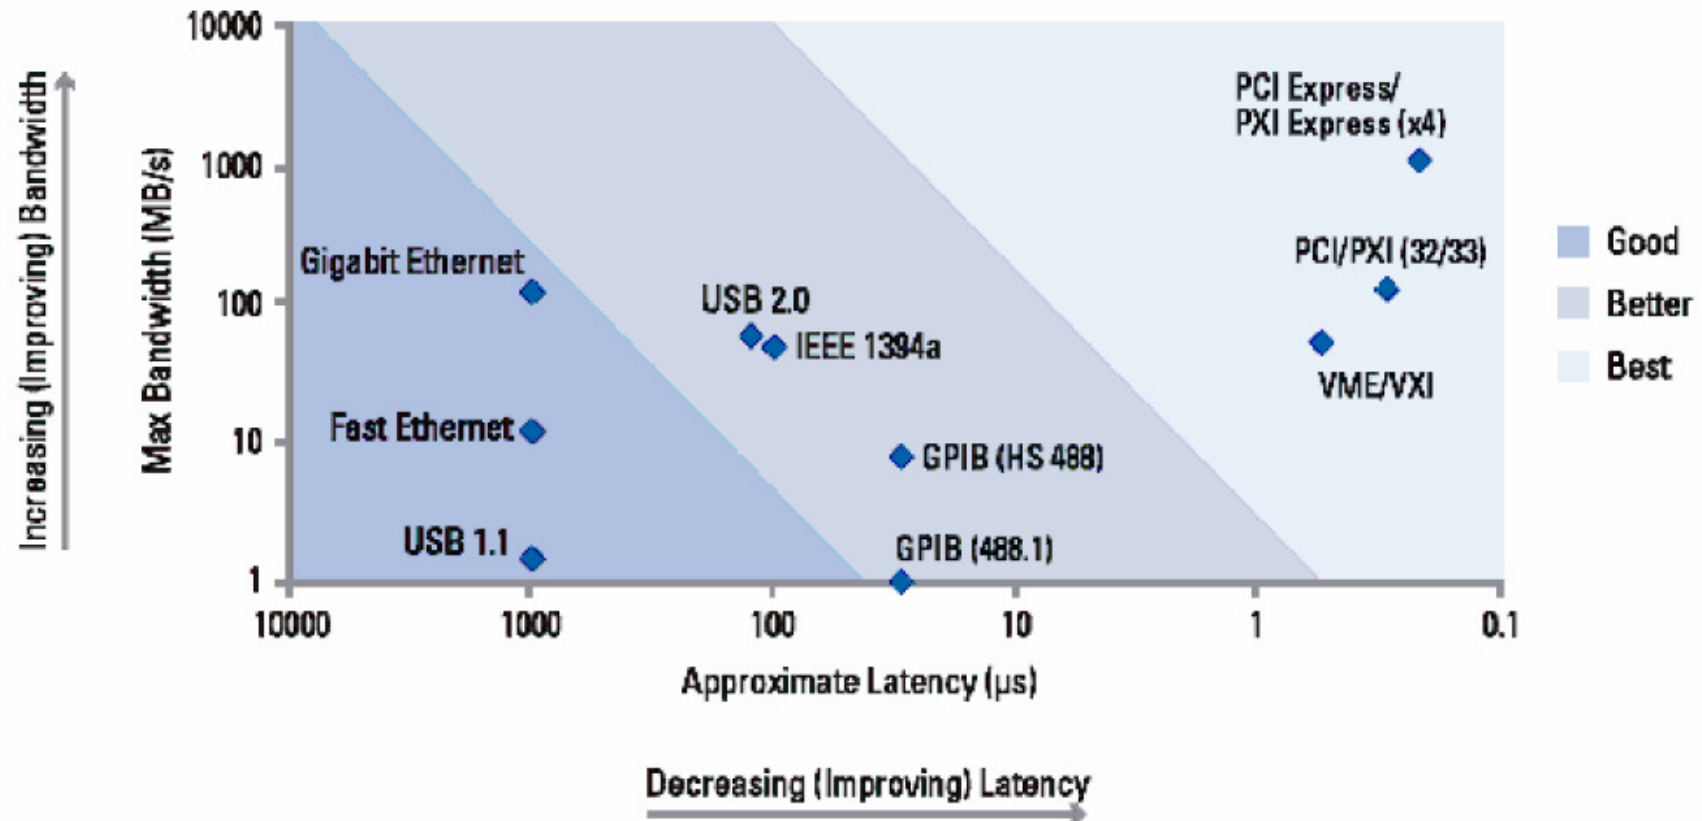 Increasing (Improving) Bandwidth
Max Bandwidth (MB/s)
10000
1000
100
10
1
Gigabit Ethernet
Fast Ethernet
USB 1.1
USB 2.0
IEEE 1394a
GPIB (HS 488)
GPIB (488.1)
PCI Express/
PXI Express (x4)
PCI/PXI (32/33)
VME/VXI
Good
Better
Best
10000
1000
100
10
1
0.1
Approximate Latency (µs)
Decreasing (Improving) Latency